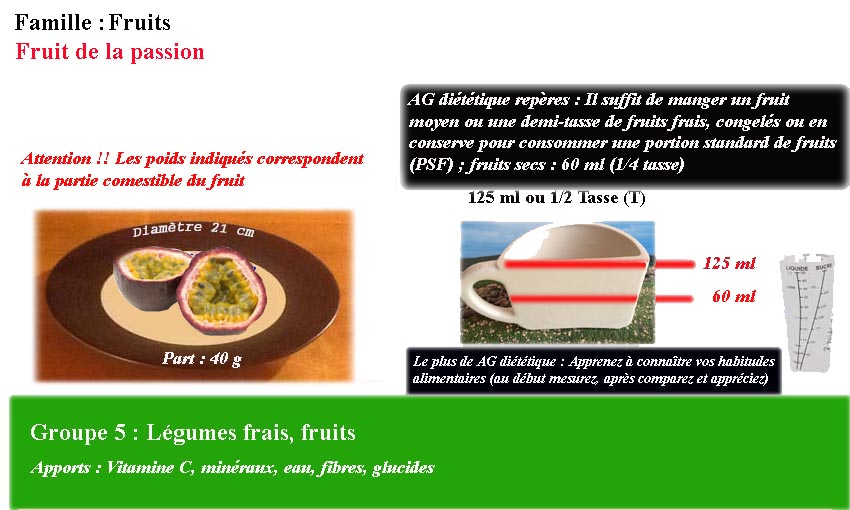 Famille : Fruits
Fruit de la passion
AG diététique repères : Il suffit de manger un fruit
moyen ou une demi-tasse de fruits frais, congelés ou en
conserve pour consommer une portion standard de fruits
(PSF) ; fruits secs : 60 ml (1/4 tasse)
Attention !! Les poids indiqués correspondent
à la partie comestible du fruit
125 ml ou 1/2 Tasse (T)
Diamètre 21 cm
Part : 40 g
125 ml
60 ml
LIQUIDE SUCRE
Le plus de AG diététique : Apprenez à connaître vos habitudes
alimentaires (au début mesurez, après comparez et appréciez)
Groupe 5 : Légumes frais, fruits
Apports : Vitamine C, minéraux, eau, fibres, glucides